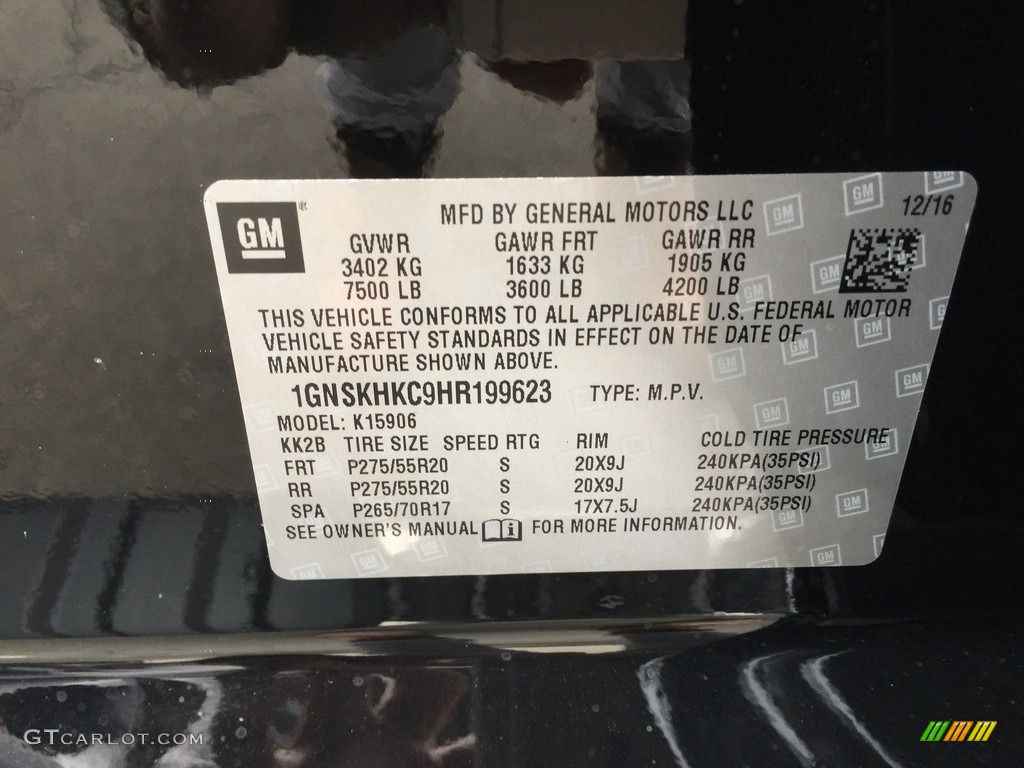 GM ®
MFD BY GENERAL MOTORS LLC 12/16
GVWR GAWR FRT GAWR RR
3402 KG 1633 KG 1905 KG
7500 LB 3600 LB 4200 LB
THIS VEHICLE CONFORMS TO ALL APPLICABLE U.S. FEDERAL MOTOR
VEHICLE SAFETY STANDARDS IN EFFECT ON THE DATE OF
MANUFACTURE SHOWN ABOVE.
1GNSKHKC9HR199623 TYPE: M.P.V.
MODEL: K15906
KK2B TIRE SIZE SPEED RTG RIM COLD TIRE PRESSURE
FRT P275/55R20 S 20X9J 240KPA(35PSI)
RR P275/55R20 S 20X9J 240KPA(35PSI)
SPA P265/70R17 S 17X7.5J 240KPA(35PSI)
SEE OWNER'S MANUAL i FOR MORE INFORMATION.
GTCARLOT.COM